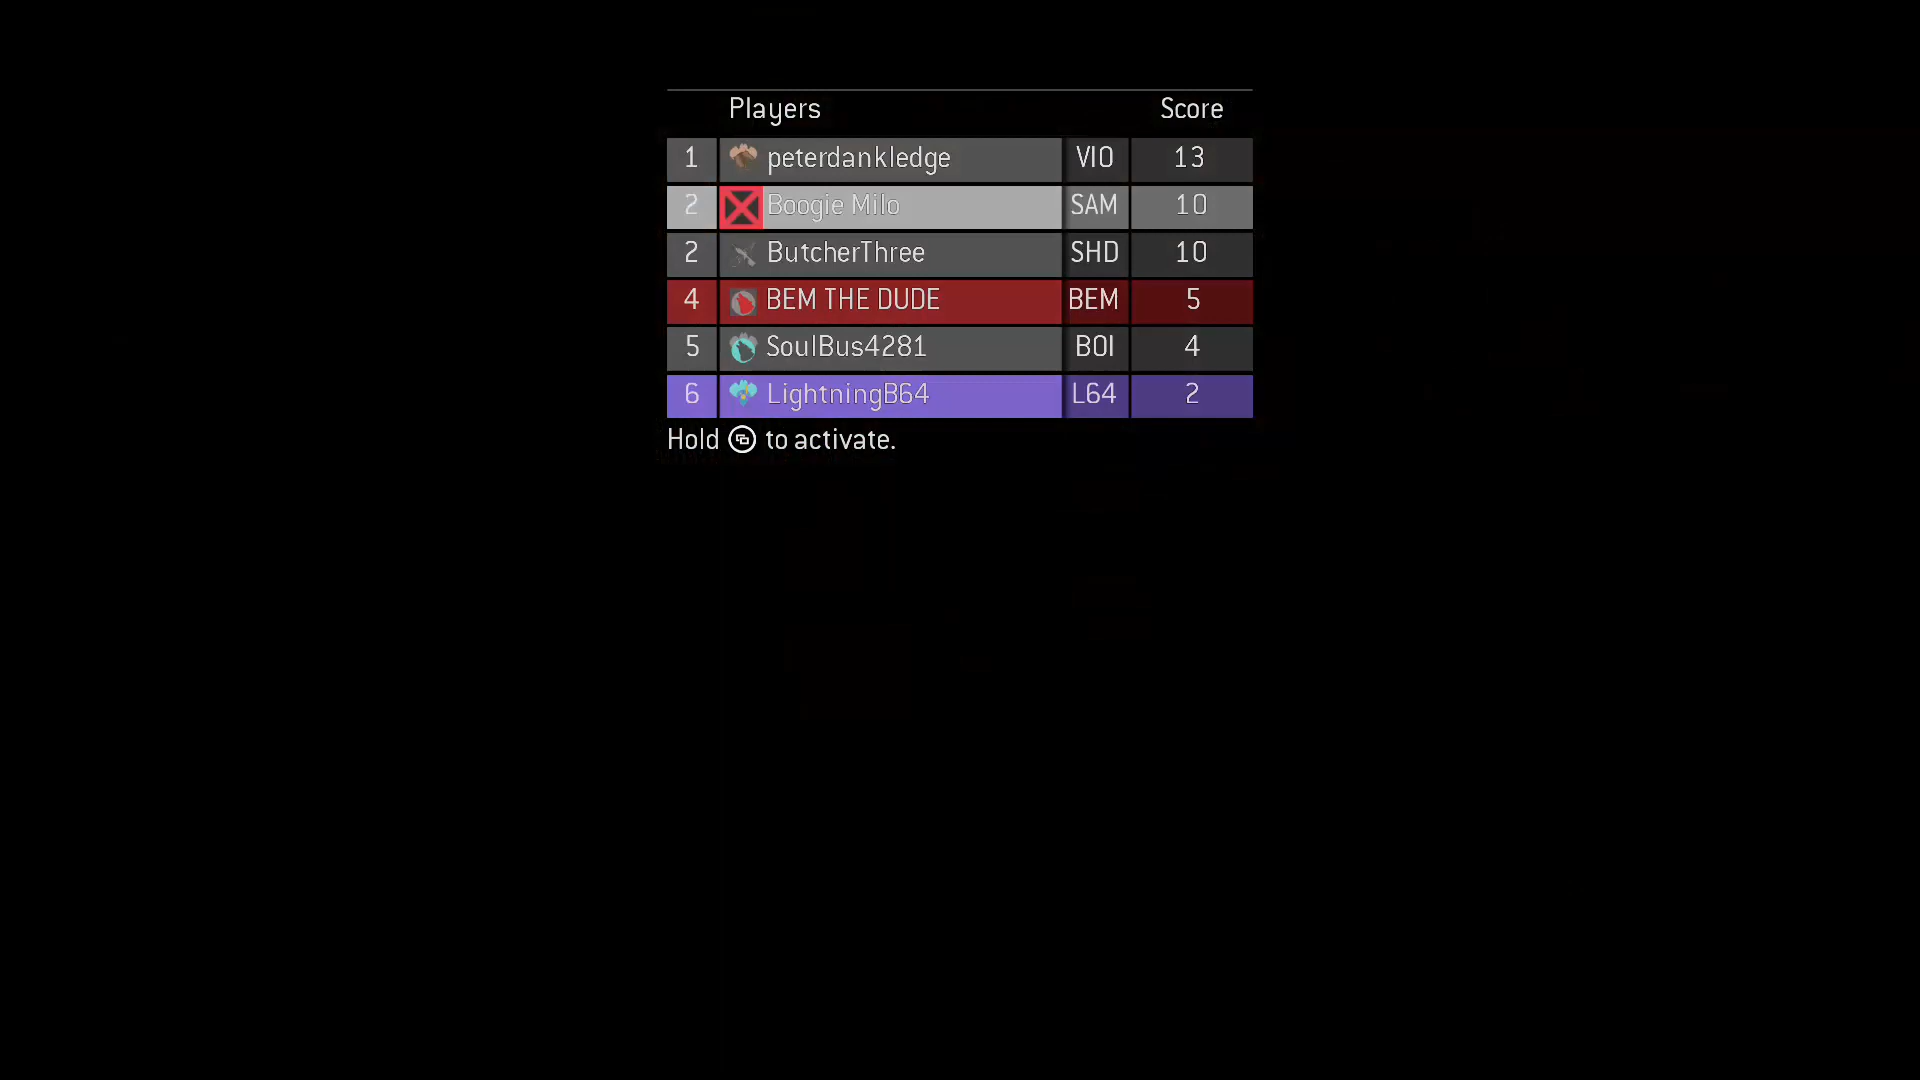 Players Score
1 peterdankledge VIO 13
2 Boogie Milo SAM 10
2 ButcherThree SHD 10
4 BEM THE DUDE BEM 5
5 SoulBus4281 BOI 4
6 LightningB64 L64 2
Hold to activate.